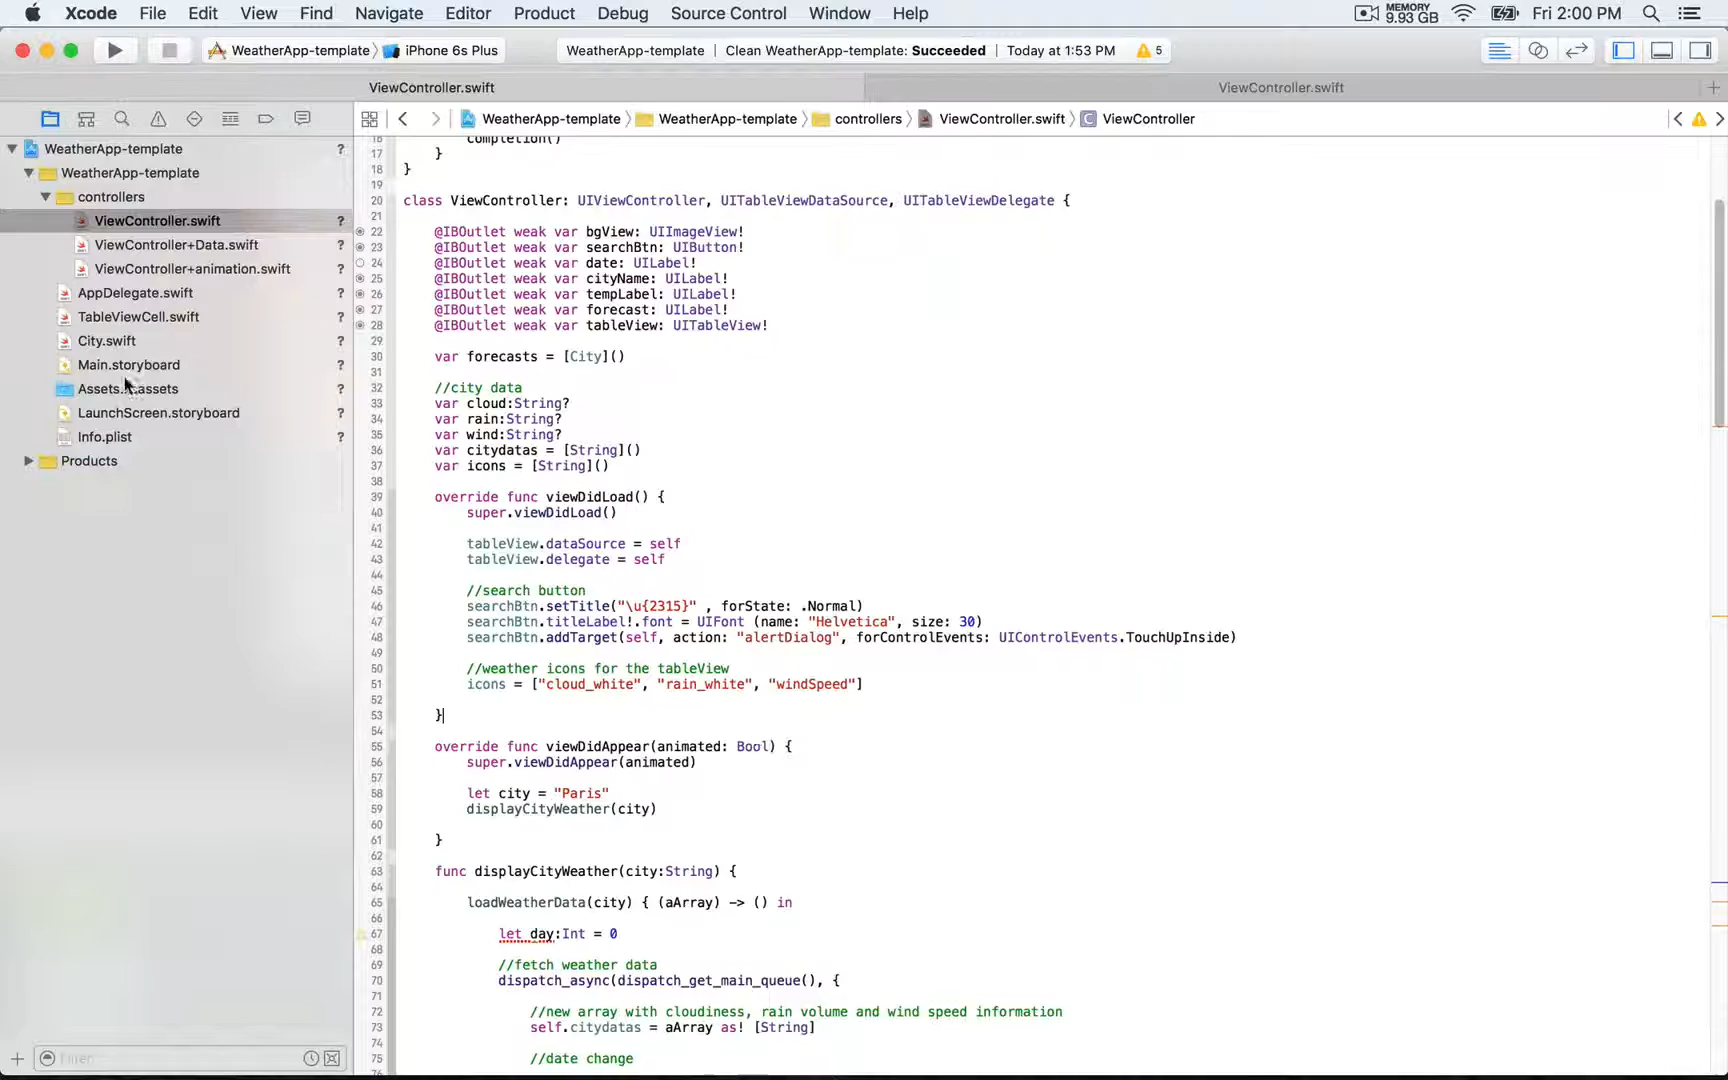 Xcode File Edit View Find Navigate Editor Product Debug Source Control Window Help MEMORY 9.93 GB Fri 2:00 PM
WeatherApp-template iPhone 6s Plus WeatherApp-template | Clean WeatherApp-template: Succeeded | Today at 1:53 PM 5
ViewController.swift ViewController.swift
WeatherApp-template WeatherApp-template controllers ViewController.swift C ViewController
WeatherApp-template ?
WeatherApp-template
controllers
ViewController.swift ?
ViewController+Data.swift ?
ViewController+animation.swift ?
AppDelegate.swift ?
TableViewCell.swift ?
City.swift ?
Main.storyboard ?
Assets. assets ?
LaunchScreen.storyboard ?
Info.plist ?
Products
Filter
16 completion()
17 }
18 }
19
20 class ViewController: UIViewController, UITableViewDataSource, UITableViewDelegate {
21
22 @IBOutlet weak var bgView: UIImageView!
23 @IBOutlet weak var searchBtn: UIButton!
24 @IBOutlet weak var date: UILabel!
25 @IBOutlet weak var cityName: UILabel!
26 @IBOutlet weak var tempLabel: UILabel!
27 @IBOutlet weak var forecast: UILabel!
28 @IBOutlet weak var tableView: UITableView!
29
30 var forecasts = [City]()
31
32 //city data
33 var cloud:String?
34 var rain:String?
35 var wind:String?
36 var citydatas = [String]()
37 var icons = [String]()
38
39 override func viewDidLoad() {
40 super.viewDidLoad()
41
42 tableView.dataSource = self
43 tableView.delegate = self
44
45 //search button
46 searchBtn.setTitle("\u{2315}" , forState: .Normal)
47 searchBtn.titleLabel!.font = UIFont (name: "Helvetica", size: 30)
48 searchBtn.addTarget(self, action: "alertDialog", forControlEvents: UIControlEvents.TouchUpInside)
49
50 //weather icons for the tableView
51 icons = ["cloud_white", "rain_white", "windSpeed"]
52
53 }
54
55 override func viewDidAppear(animated: Bool) {
56 super.viewDidAppear(animated)
57
58 let city = "Paris"
59 displayCityWeather(city)
60
61 }
62
63 func displayCityWeather(city:String) {
64
65 loadWeatherData(city) { (aArray) -> () in
66
67 let day:Int = 0
68
69 //fetch weather data
70 dispatch_async(dispatch_get_main_queue(), {
71
72 //new array with cloudiness, rain volume and wind speed information
73 self.citydatas = aArray as! [String]
74
75 //date change
76